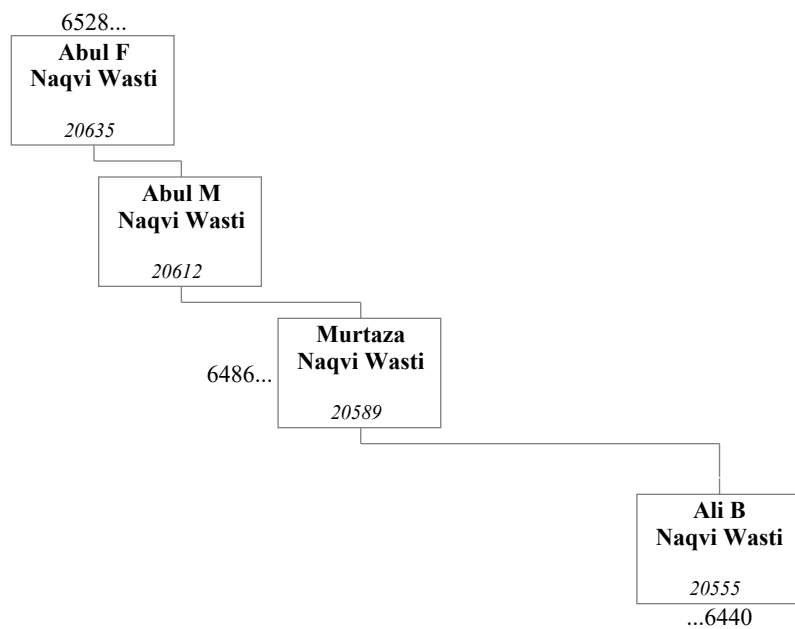 6528...
Abul F
Naqvi Wasti
20635
Abul M
Naqvi Wasti
20612
Murtaza
Naqvi Wasti
6486...
20589
Ali B
Naqvi Wasti
20555
...6440